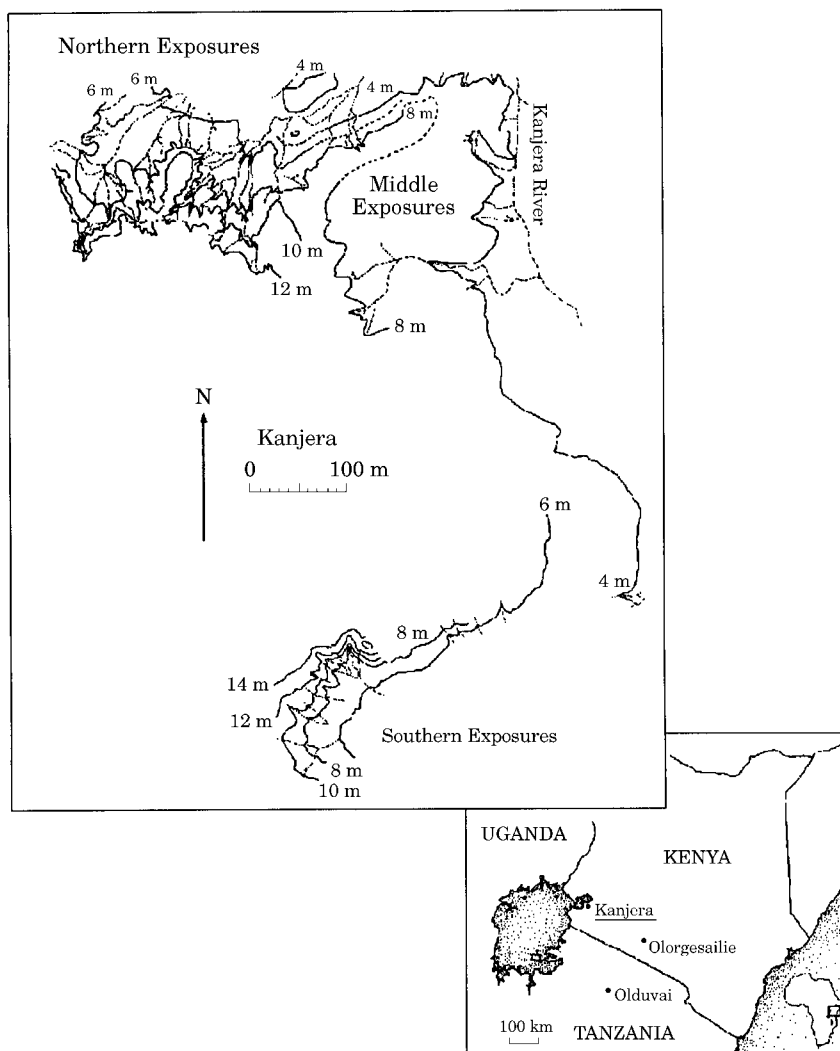 Northern Exposures
6 m
6 m
4 m
4 m
8 m
Kanjera River
Middle
Exposures
10 m
12 m
8 m
N
Kanjera
0 100 m
6 m
4 m
8 m
14 m
12 m
Southern Exposures
8 m
10 m
UGANDA
KENYA
Kanjera
Olorgesailie
Olduvai
100 km
TANZANIA